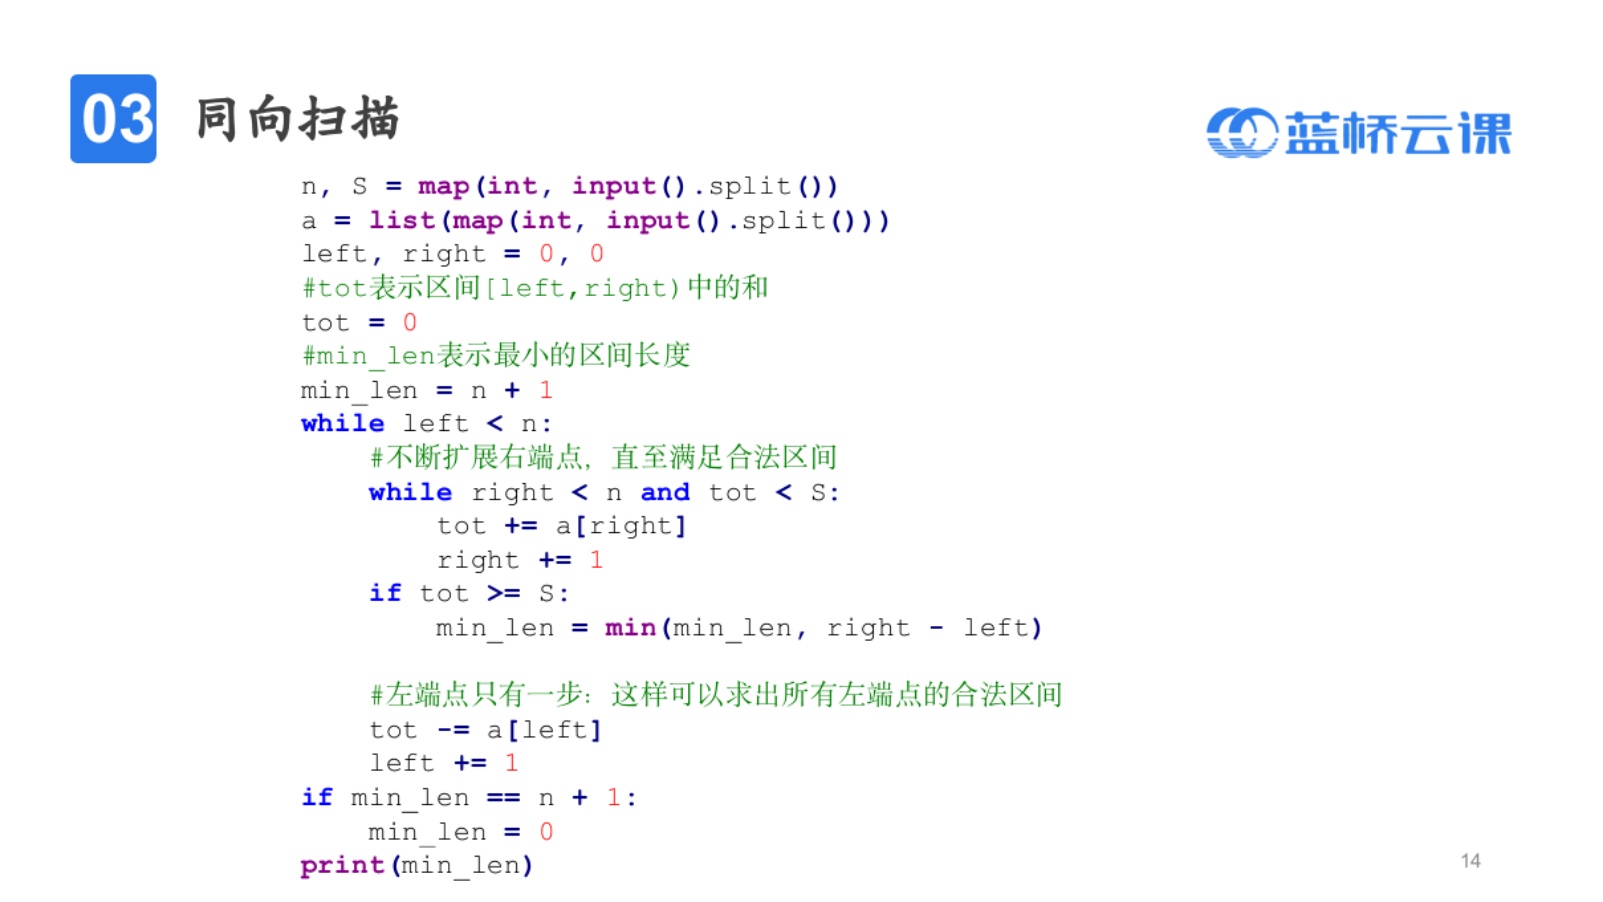 03 同向扫描
蓝桥云课
n, S = map(int, input().split())
a = list(map(int, input().split()))
left, right = 0, 0
#tot表示区间[left,right)中的和
tot = 0
#min_len表示最小的区间长度
min_len = n + 1
while left < n:
    #不断扩展右端点，直至满足合法区间
    while right < n and tot < S:
        tot += a[right]
        right += 1
    if tot >= S:
        min_len = min(min_len, right - left)
    #左端点只有一步：这样可以求出所有左端点的合法区间
    tot -= a[left]
    left += 1
if min_len == n + 1:
    min_len = 0
print(min_len)
14